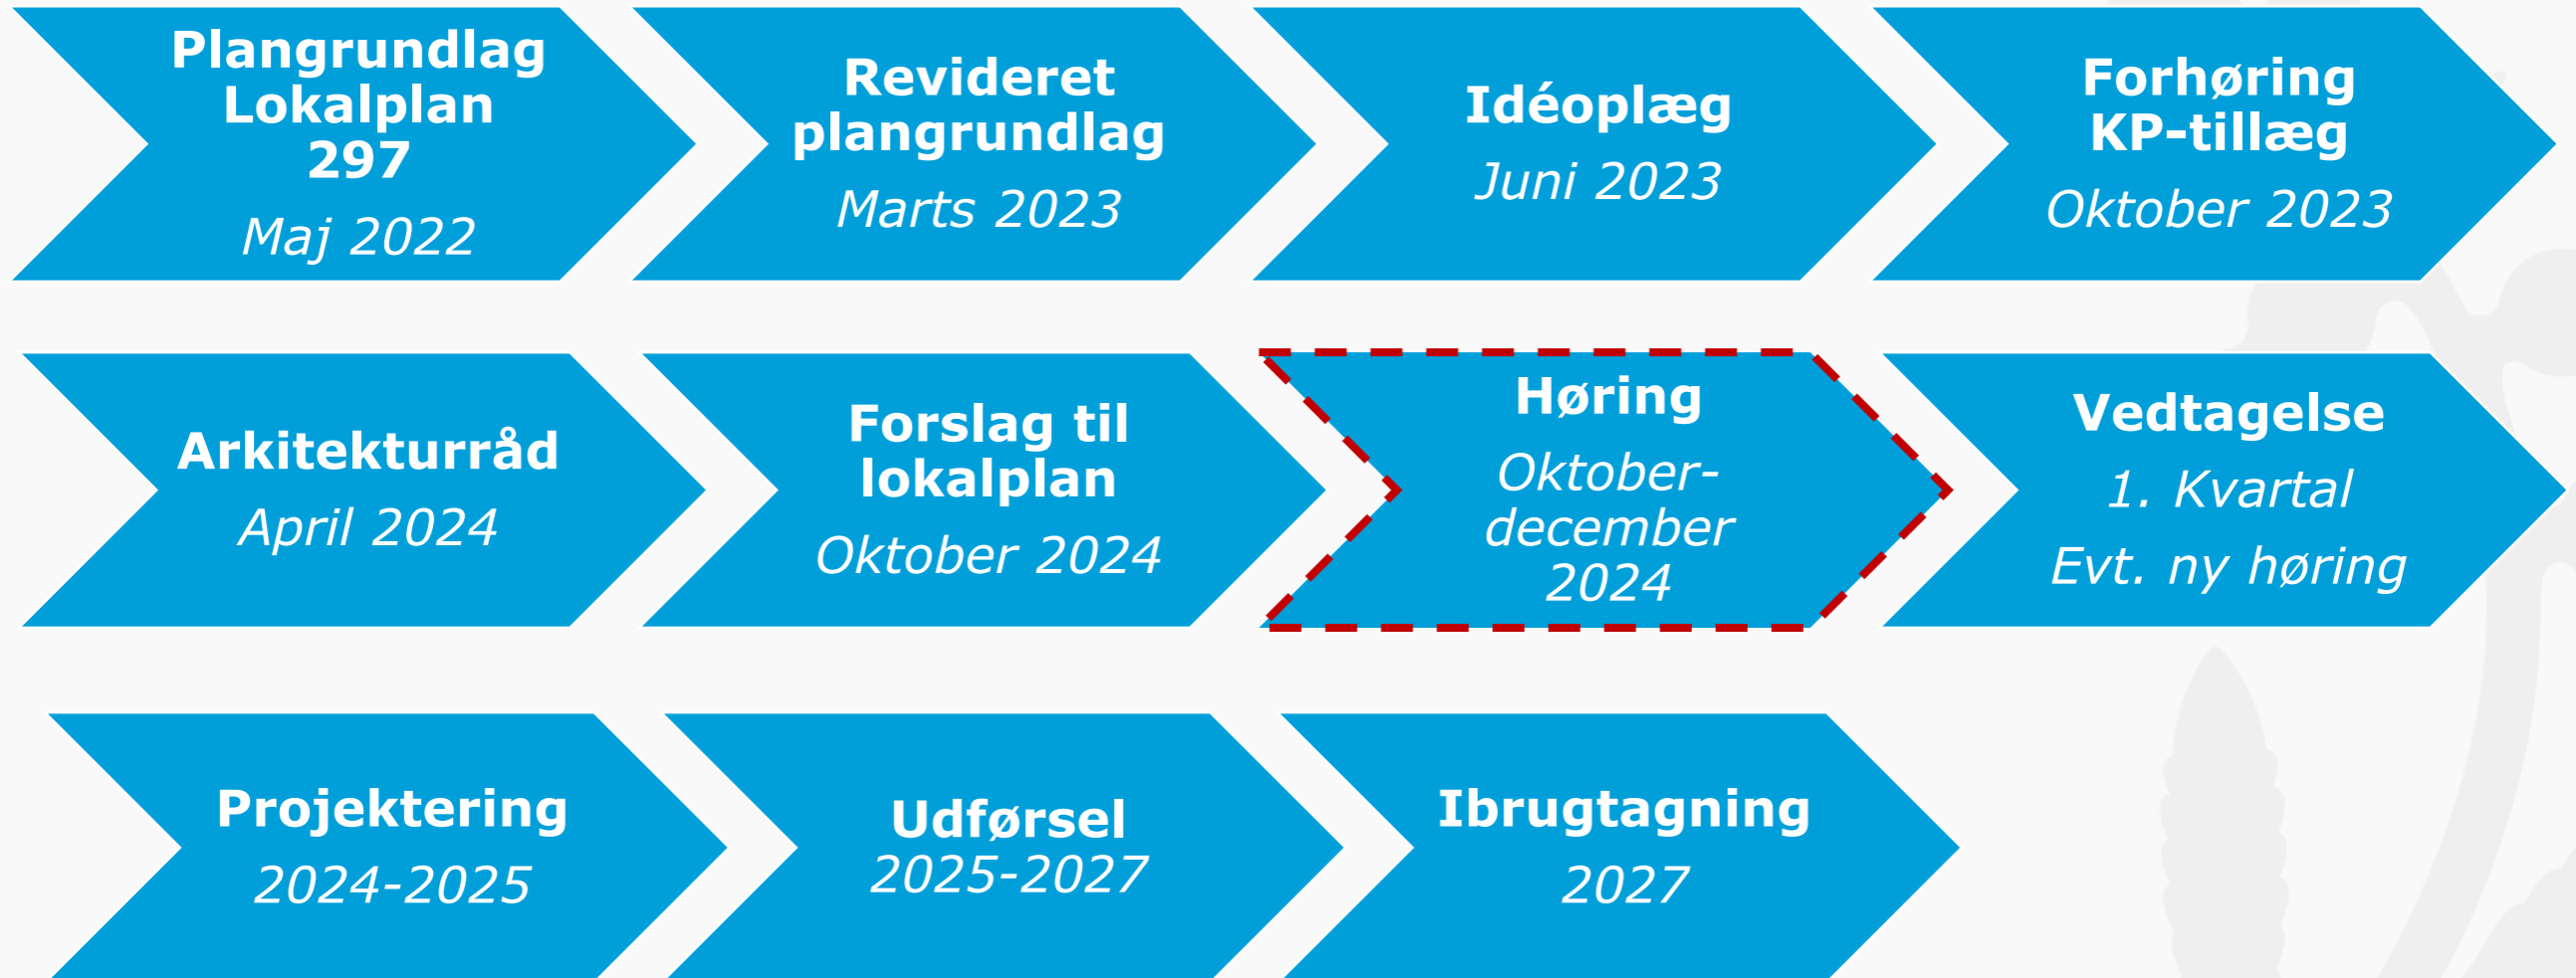 Plangrundlag
Lokalplan
297
Maj 2022
Revideret
plangrundlag
Marts 2023
Idéoplæg
Juni 2023
Forhøring
KP-tillæg
Oktober 2023
Arkitekturråd
April 2024
Forslag til
lokalplan
Oktober 2024
Høring
Oktober-
december
2024
Vedtagelse
1. Kvartal
Evt. ny høring
Projektering
2024-2025
Udførsel
2025-2027
Ibrugtagning
2027